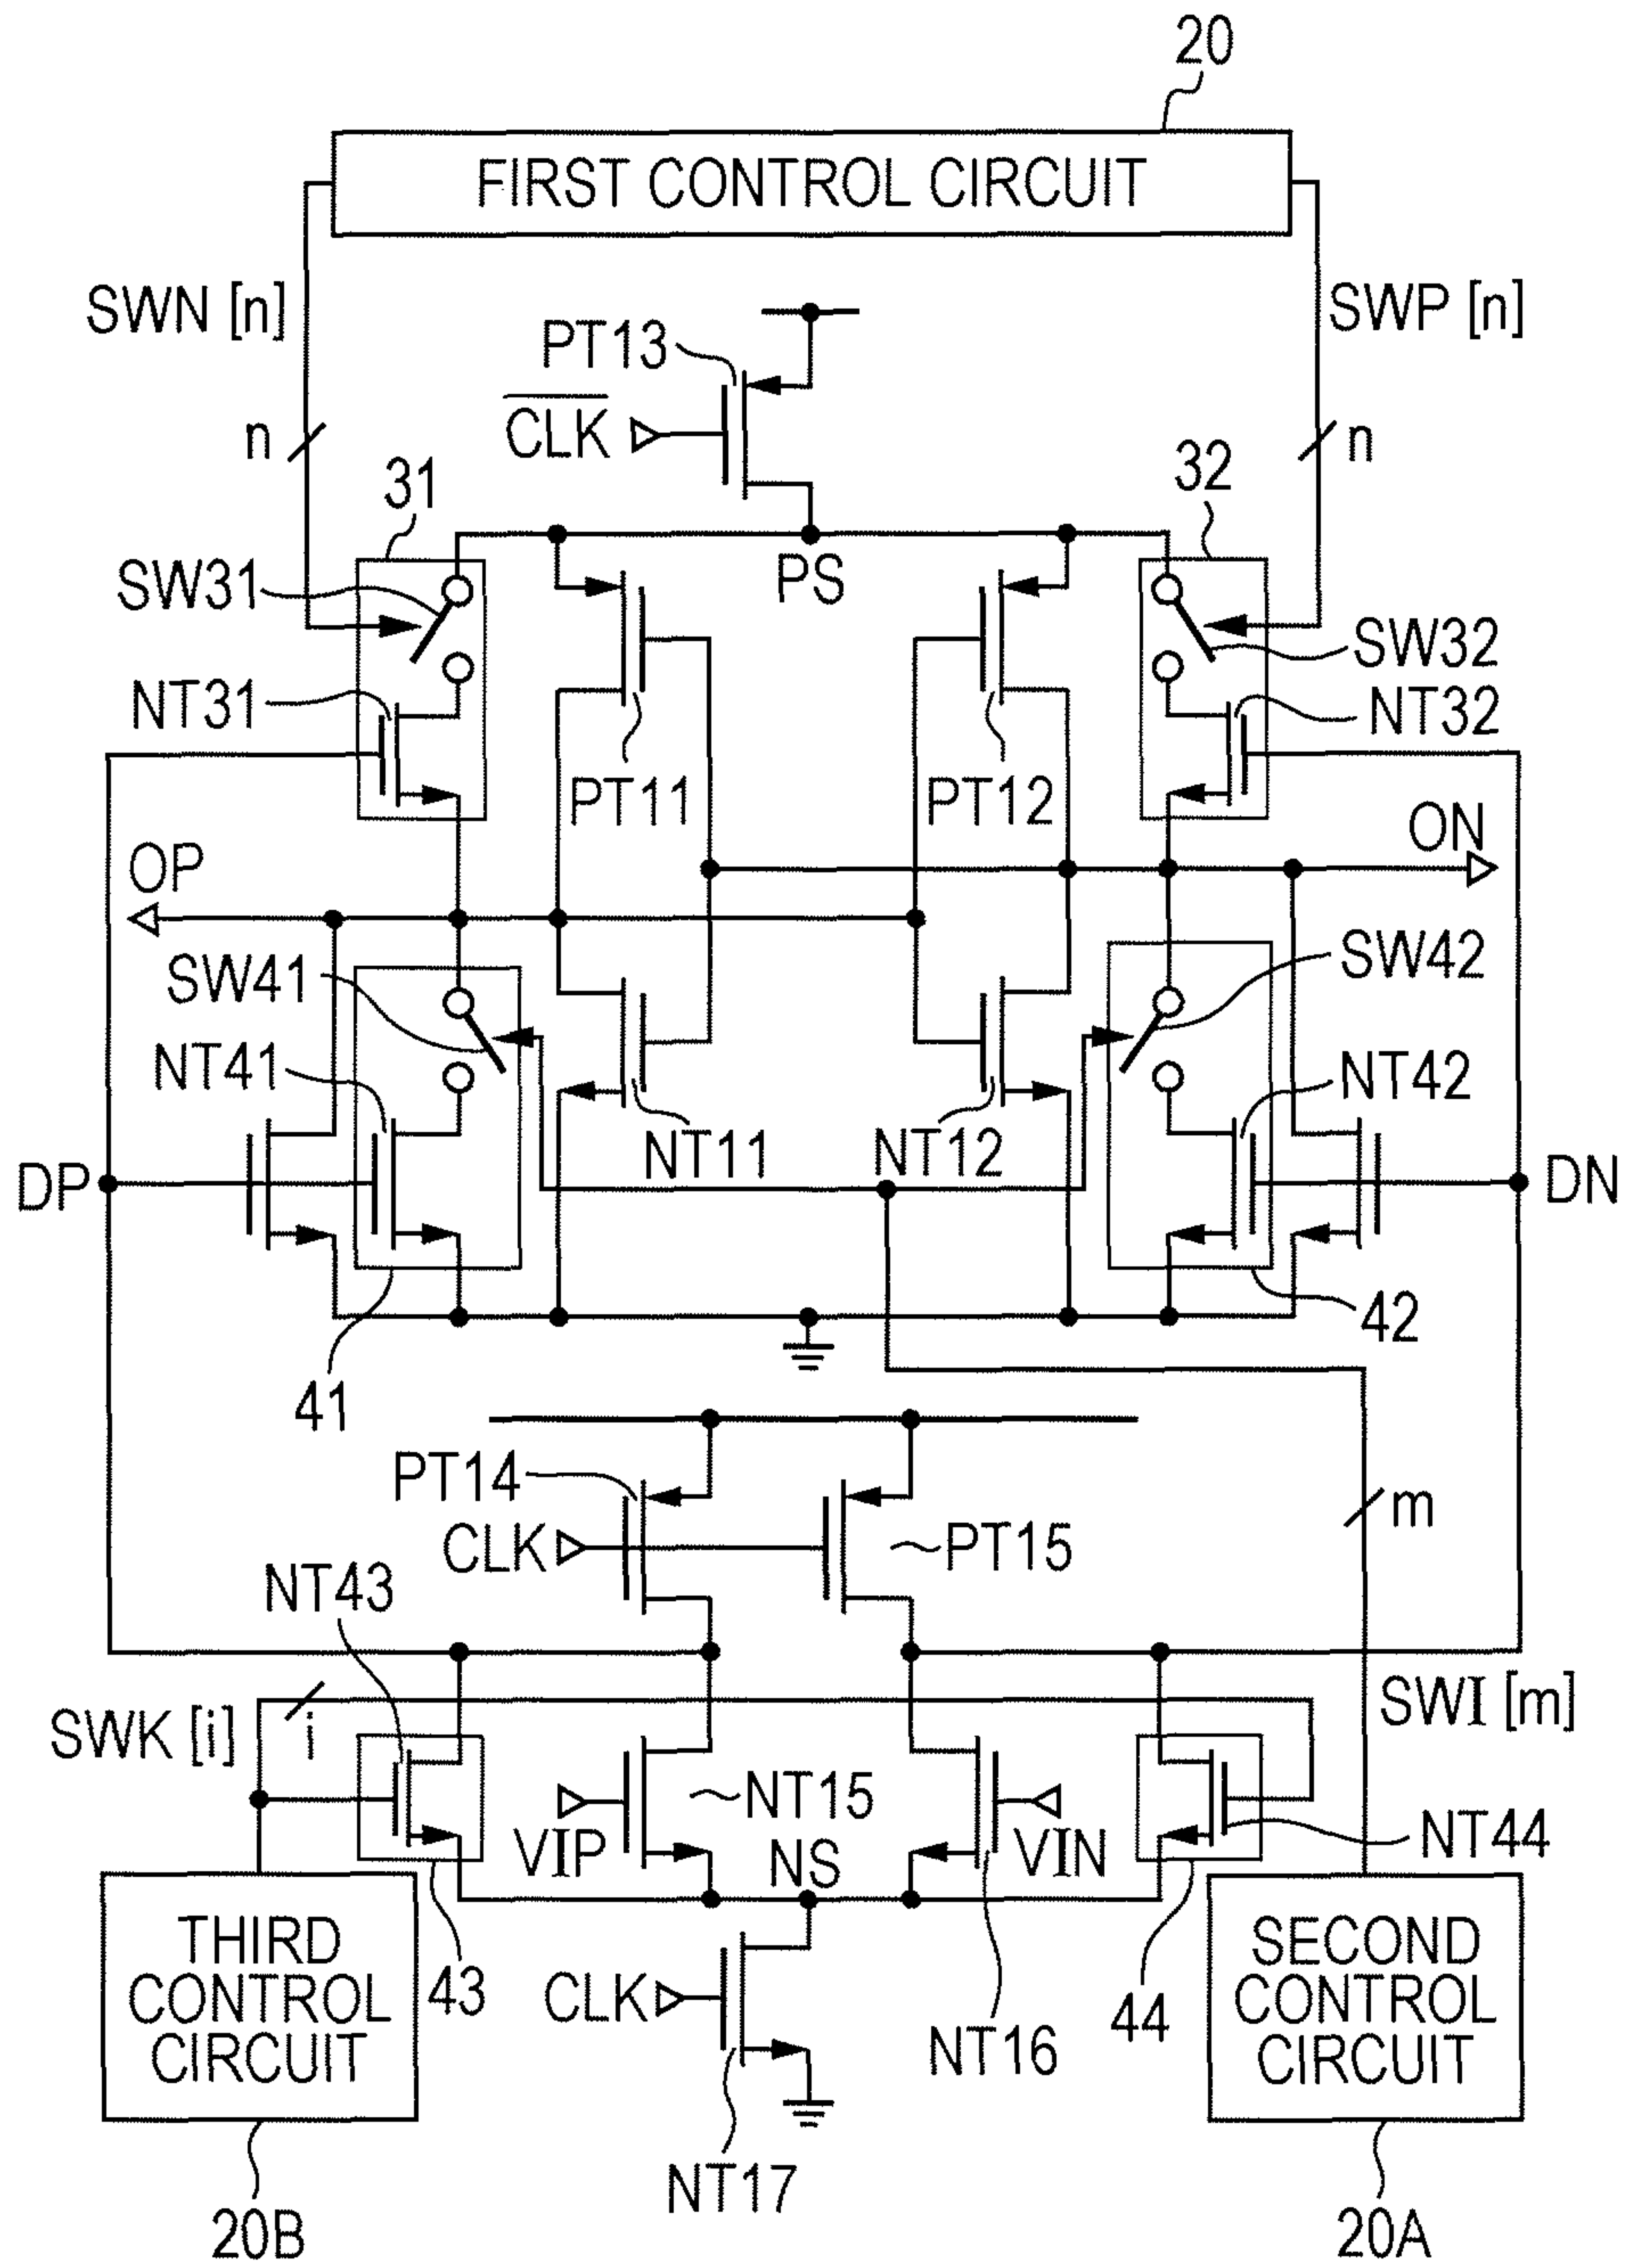 20
FIRST CONTROL CIRCUIT
SWN [n]
SWP [n]
PT13
CLK
n
n
31
32
SW31
PS
SW32
NT31
NT32
PT11
PT12
ON
OP
SW41
SW42
NT41
NT42
NT11
NT12
DP
DN
42
41
PT14
m
CLK
PT15
NT43
SWK [i]
i
SWI [m]
NT15
VIP
NS
VIN
NT44
THIRD
CONTROL
CIRCUIT
43
CLK
NT16
44
SECOND
CONTROL
CIRCUIT
NT17
20B
20A